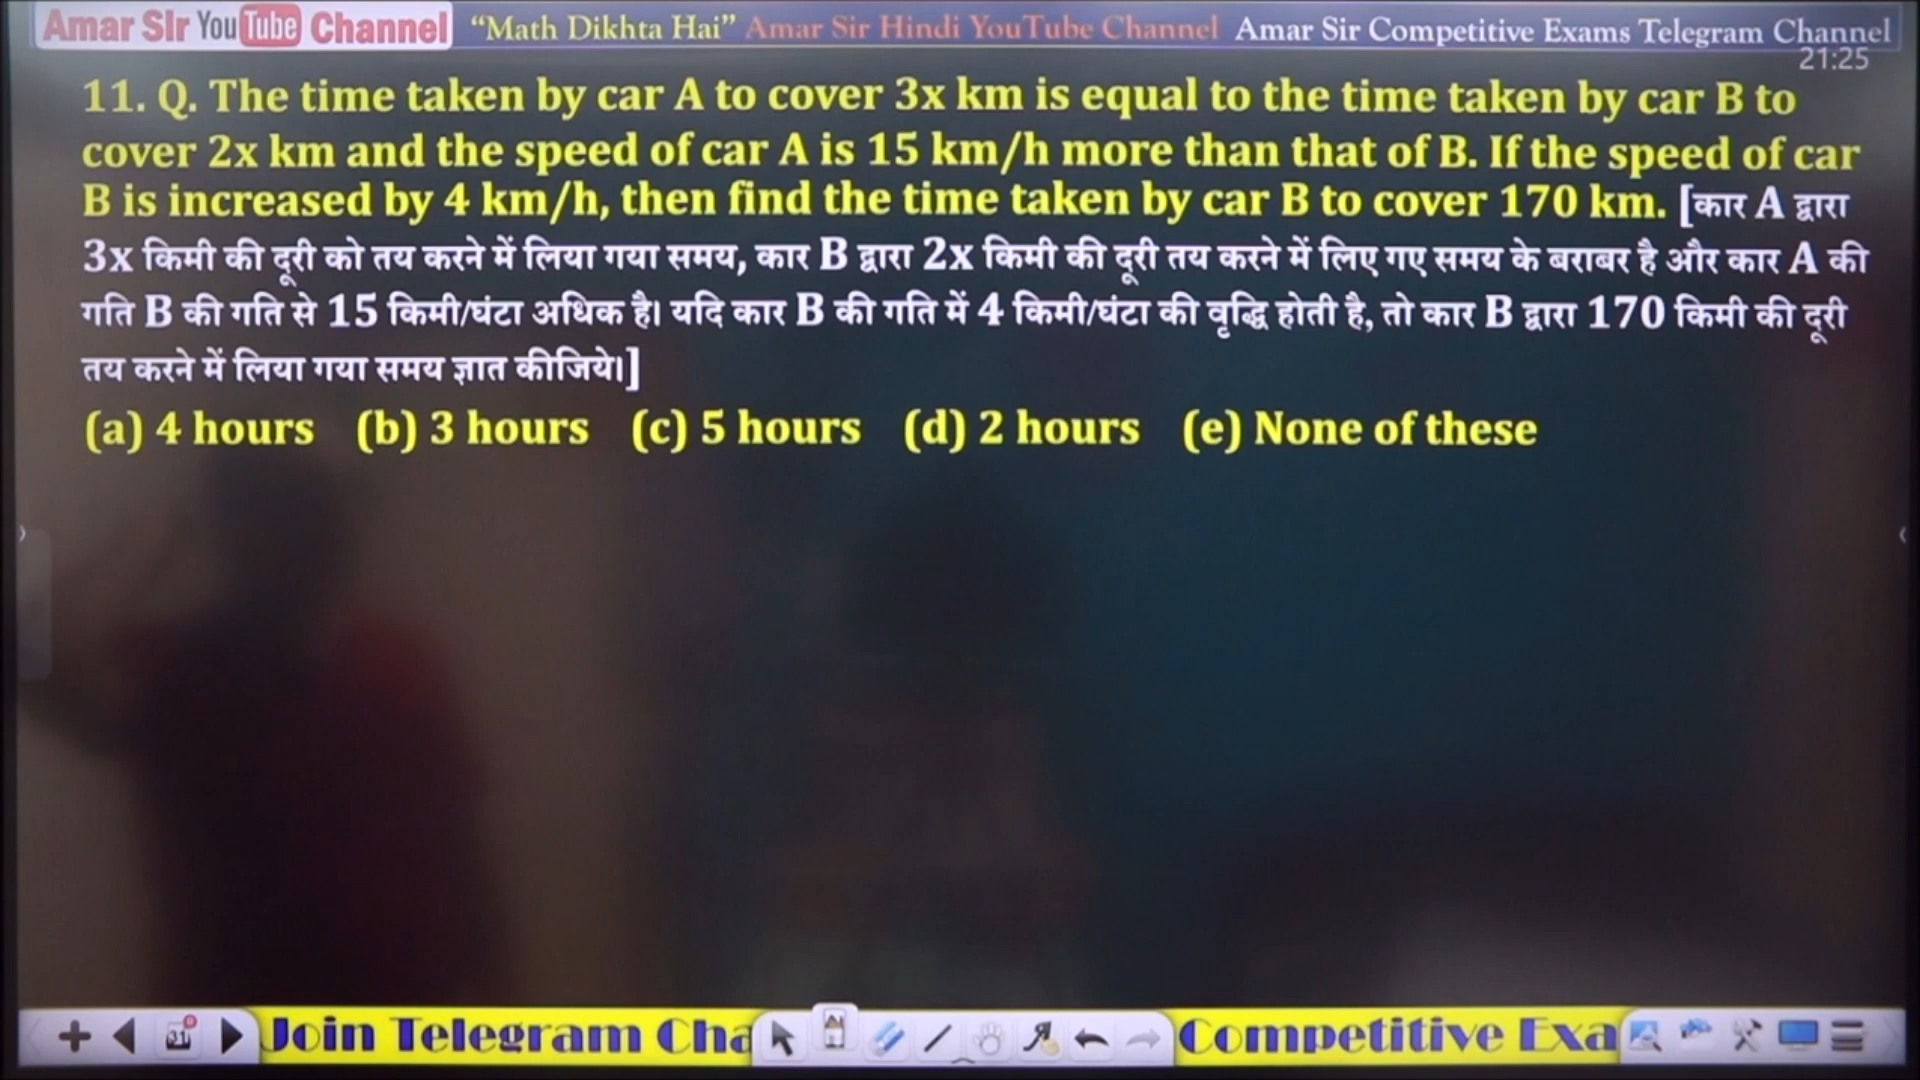 Amar SIr YouTube Channel "Math Dikhta Hai" Amar Sir Hindi YouTube Channel Amar Sir Competitive Exams Telegram Channel
21:25
11. Q. The time taken by car A to cover 3x km is equal to the time taken by car B to
cover 2x km and the speed of car A is 15 km/h more than that of B. If the speed of car
B is increased by 4 km/h, then find the time taken by car B to cover 170 km. [कार A द्वारा
3x किमी की दूरी को तय करने में लिया गया समय, कार B द्वारा 2x किमी की दूरी तय करने में लिए गए समय के बराबर है और कार A की
गति B की गति से 15 किमी/घंटा अधिक है। यदि कार B की गति में 4 किमी/घंटा की वृद्धि होती है, तो कार B द्वारा 170 किमी की दूरी
तय करने में लिया गया समय ज्ञात कीजिये।]
(a) 4 hours (b) 3 hours (c) 5 hours (d) 2 hours (e) None of these
31 Join Telegram Cha Competitive Exa